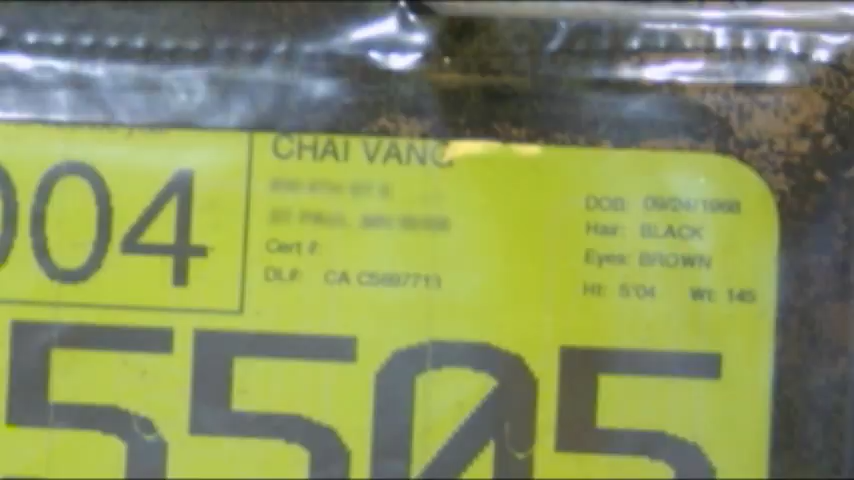 004
CHAI VANG
Cert #:
DL#: CA C5897713
DOB: 09/24/1968
Hair: BLACK
Eyes: BROWN
Ht: 5'04 Wt: 145
5505